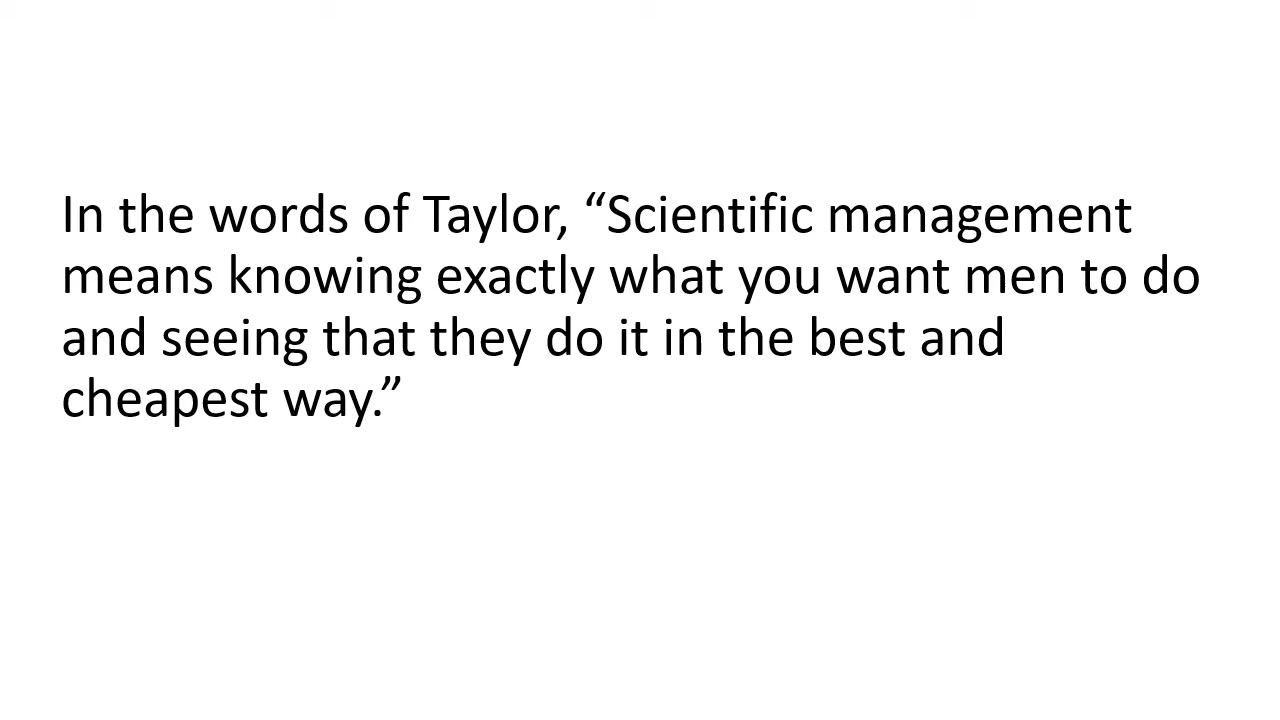 In the words of Taylor, “Scientific management
means knowing exactly what you want men to do
and seeing that they do it in the best and
cheapest way.”